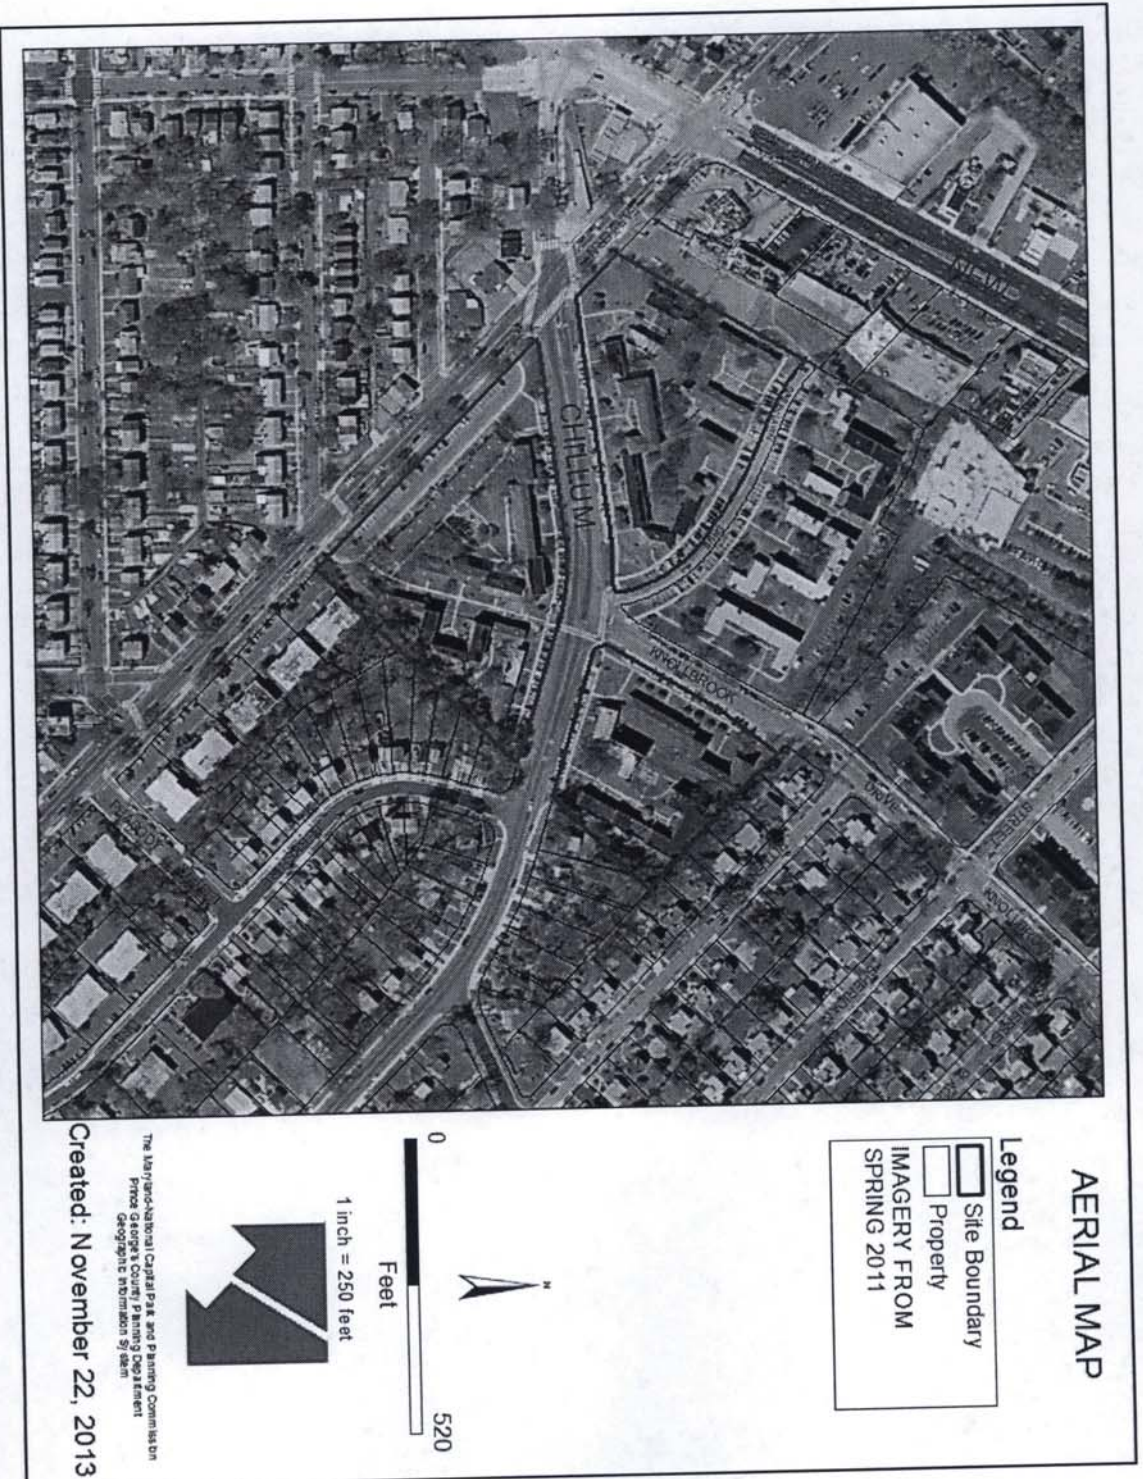 AERIAL MAP
Legend
Site Boundary
Property
IMAGERY FROM
SPRING 2011
N
0
520
Feet
1 inch = 250 feet
The Maryland-National Capital Park and Planning Commission
Prince George's County Planning Department
Geographic Information System
Created: November 22, 2013
CHILLUM
KNOLLBROOK
DRIVE
STREET